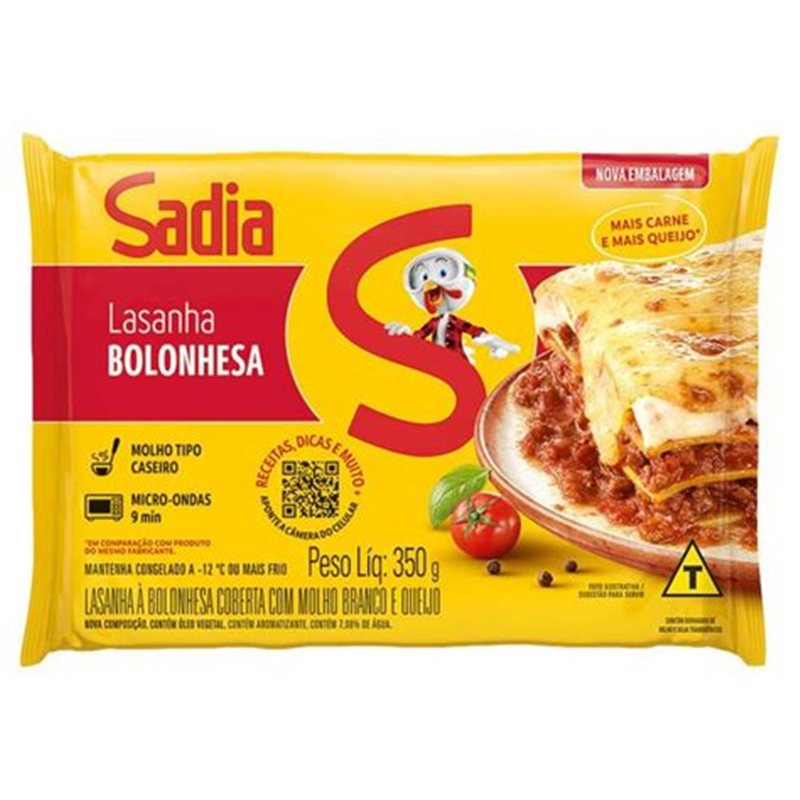 NOVA EMBALAGEM
Sadia
MAIS CARNE
E MAIS QUEIJO*
Lasanha
BOLONHESA
S
MOLHO TIPO
CASEIRO
MICRO-ONDAS
9 min
RECEITAS, DICAS E MUITO +
APONTE A CÂMERA DO CELULAR
*EM COMPARAÇÃO COM PRODUTO
DO MESMO FABRICANTE.
MANTENHA CONGELADO A -12 °C OU MAIS FRIO
Peso Líq: 350 g
LASANHA À BOLONHESA COBERTA COM MOLHO BRANCO E QUEIJO
NOVA COMPOSIÇÃO. CONTÉM ÓLEO VEGETAL. CONTÉM AROMATIZANTE. CONTÉM 7,08% DE ÁGUA.
FOTO ILUSTRATIVA /
SUGESTÃO PARA SERVIR
T